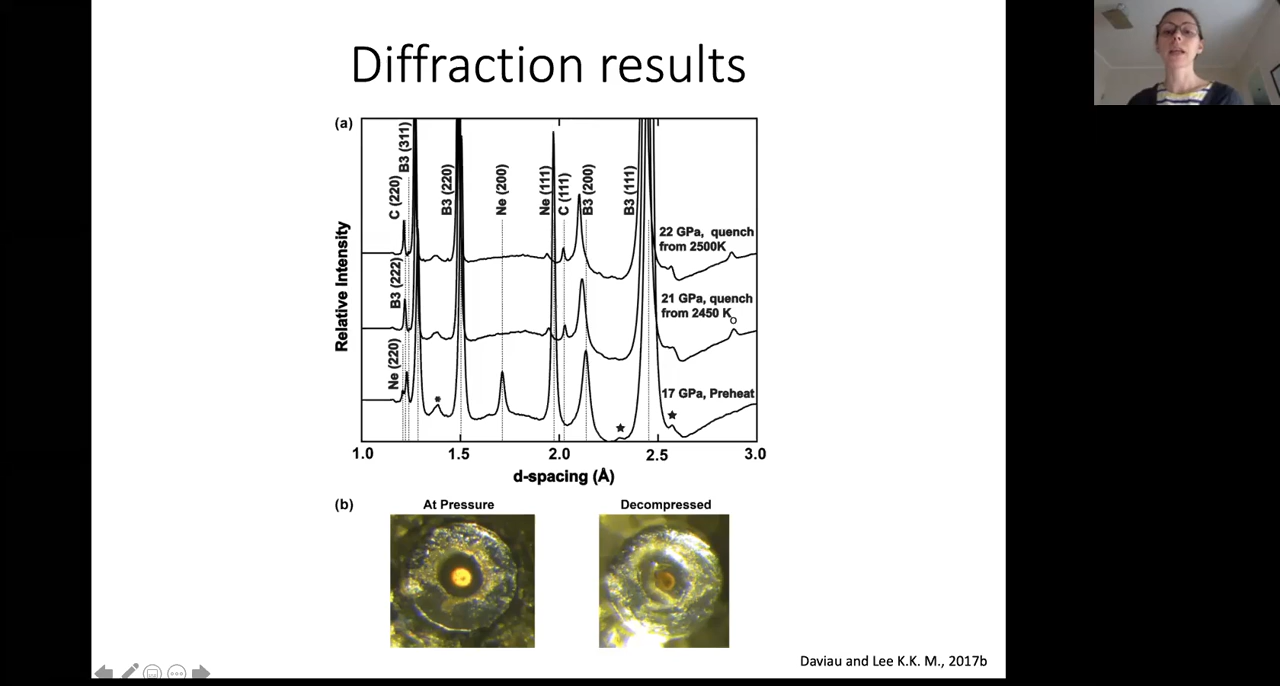 Diffraction results
(a)
C (220)
B3 (311)
B3 (220)
Ne (200)
Ne (111)
C (111)
B3 (200)
B3 (111)
22 GPa, quench
from 2500K
B3 (222)
21 GPa, quench
from 2450 K
Ne (220)
17 GPa, Preheat
Relative Intensity
1.0 1.5 2.0 2.5 3.0
d-spacing (Å)
(b)
At Pressure
Decompressed
Daviau and Lee K.K. M., 2017b